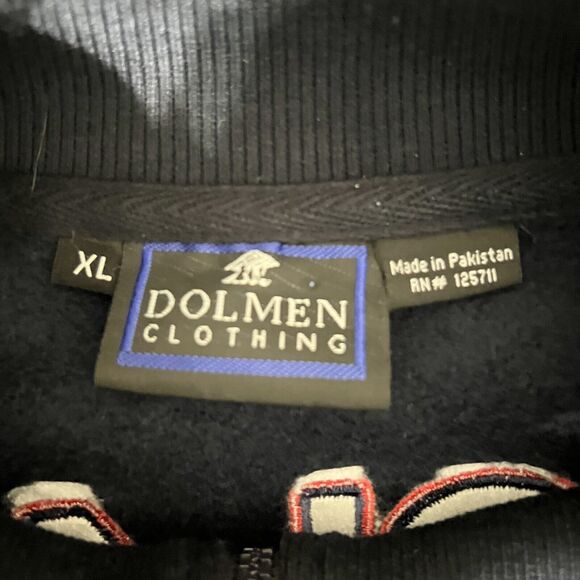 XL
DOLMEN
CLOTHING
Made in Pakistan
RN# 125711